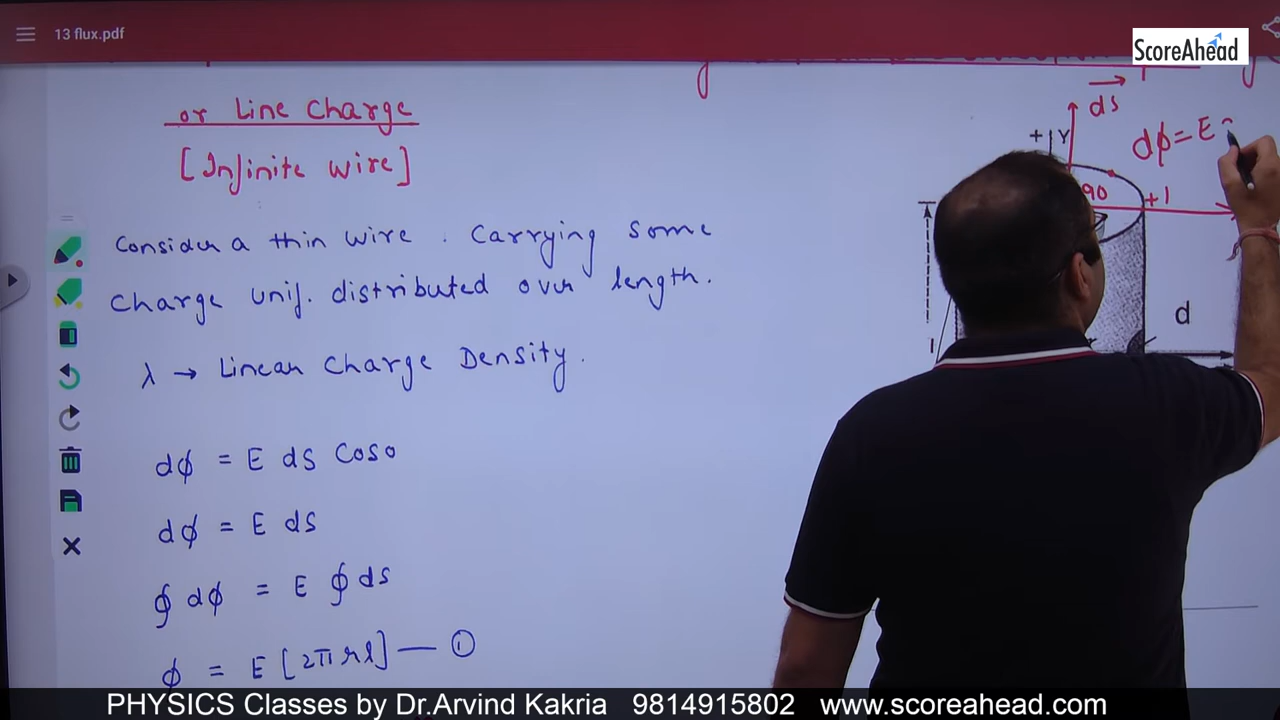 13 flux.pdf
ScoreAhead
or Line Charge
[Infinite wire]
Consider a thin wire. Carrying some
Charge unif. distributed over length.
λ → Linear Charge Density.
dφ = E ds Cos0
dφ = E ds
∮ dφ = E ∮ ds
φ = E [2πrl] — ①
ds
dφ = E
+
Y
90
+1
d
PHYSICS Classes by Dr.Arvind Kakria 9814915802 www.scoreahead.com